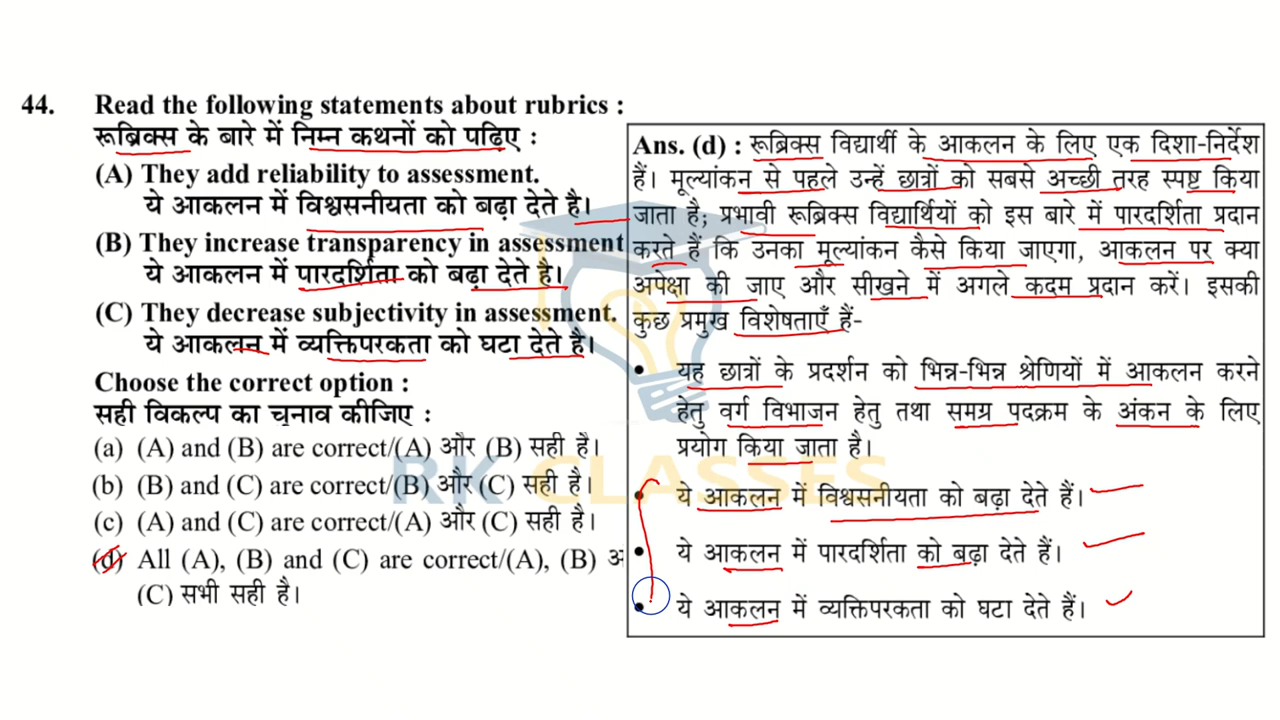 44. Read the following statements about rubrics :
रूब्रिक्स के बारे में निम्न कथनों को पढ़िए :
(A) They add reliability to assessment.
ये आकलन में विश्वसनीयता को बढ़ा देते है।
(B) They increase transparency in assessment
ये आकलन में पारदर्शिता को बढ़ा देते है।
(C) They decrease subjectivity in assessment.
ये आकलन में व्यक्तिपरकता को घटा देते है।
Choose the correct option :
सही विकल्प का चुनाव कीजिए :
(a) (A) and (B) are correct/(A) और (B) सही है।
(b) (B) and (C) are correct/(B) और (C) सही है।
(c) (A) and (C) are correct/(A) और (C) सही है।
(d) All (A), (B) and (C) are correct/(A), (B)
(C) सभी सही है।
Ans. (d) : रूब्रिक्स विद्यार्थी के आकलन के लिए एक दिशा-निर्देश
हैं। मूल्यांकन से पहले उन्हें छात्रों को सबसे अच्छी तरह स्पष्ट किया
जाता है; प्रभावी रूब्रिक्स विद्यार्थियों को इस बारे में पारदर्शिता प्रदान
करते हैं कि उनका मूल्यांकन कैसे किया जाएगा, आकलन पर क्या
अपेक्षा की जाए और सीखने में अगले कदम प्रदान करें। इसकी
कुछ प्रमुख विशेषताएँ हैं-
• यह छात्रों के प्रदर्शन को भिन्न-भिन्न श्रेणियों में आकलन करने
हेतु वर्ग विभाजन हेतु तथा समग्र पदक्रम के अंकन के लिए
प्रयोग किया जाता है।
• ये आकलन में विश्वसनीयता को बढ़ा देते हैं।
• ये आकलन में पारदर्शिता को बढ़ा देते हैं।
• ये आकलन में व्यक्तिपरकता को घटा देते हैं।
RK CLASSES